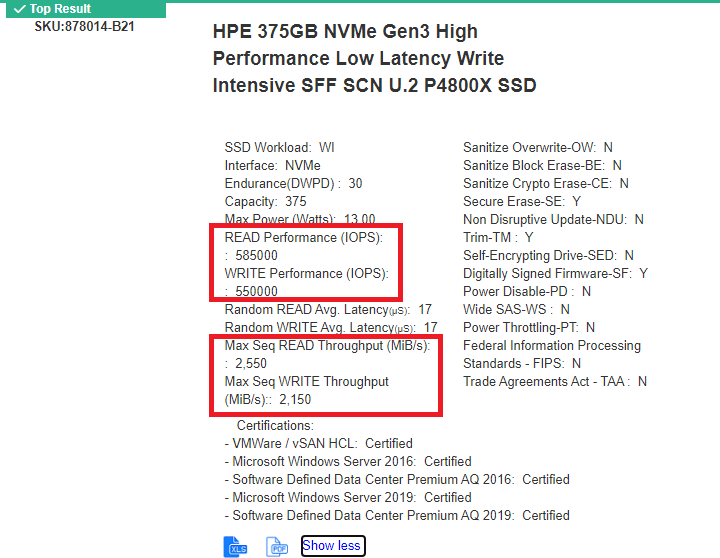 Top Result
SKU:878014-B21
HPE 375GB NVMe Gen3 High
Performance Low Latency Write
Intensive SFF SCN U.2 P4800X SSD
SSD Workload: WI
Interface: NVMe
Endurance(DWPD) : 30
Capacity: 375
Max Power (Watts): 13.00
READ Performance (IOPS):
: 585000
WRITE Performance (IOPS):
: 550000
Random READ Avg. Latency(µS): 17
Random WRITE Avg. Latency(µS): 17
Max Seq READ Throughput (MiB/s):
: 2,550
Max Seq WRITE Throughput
(MiB/s):: 2,150
Sanitize Overwrite-OW: N
Sanitize Block Erase-BE: N
Sanitize Crypto Erase-CE: N
Secure Erase-SE: Y
Non Disruptive Update-NDU: N
Trim-TM : Y
Self-Encrypting Drive-SED: N
Digitally Signed Firmware-SF: Y
Power Disable-PD : N
Wide SAS-WS : N
Power Throttling-PT: N
Federal Information Processing
Standards - FIPS: N
Trade Agreements Act - TAA : N
Certifications:
- VMWare / vSAN HCL: Certified
- Microsoft Windows Server 2016: Certified
- Software Defined Data Center Premium AQ 2016: Certified
- Microsoft Windows Server 2019: Certified
- Software Defined Data Center Premium AQ 2019: Certified
XLS
PDF
Show less